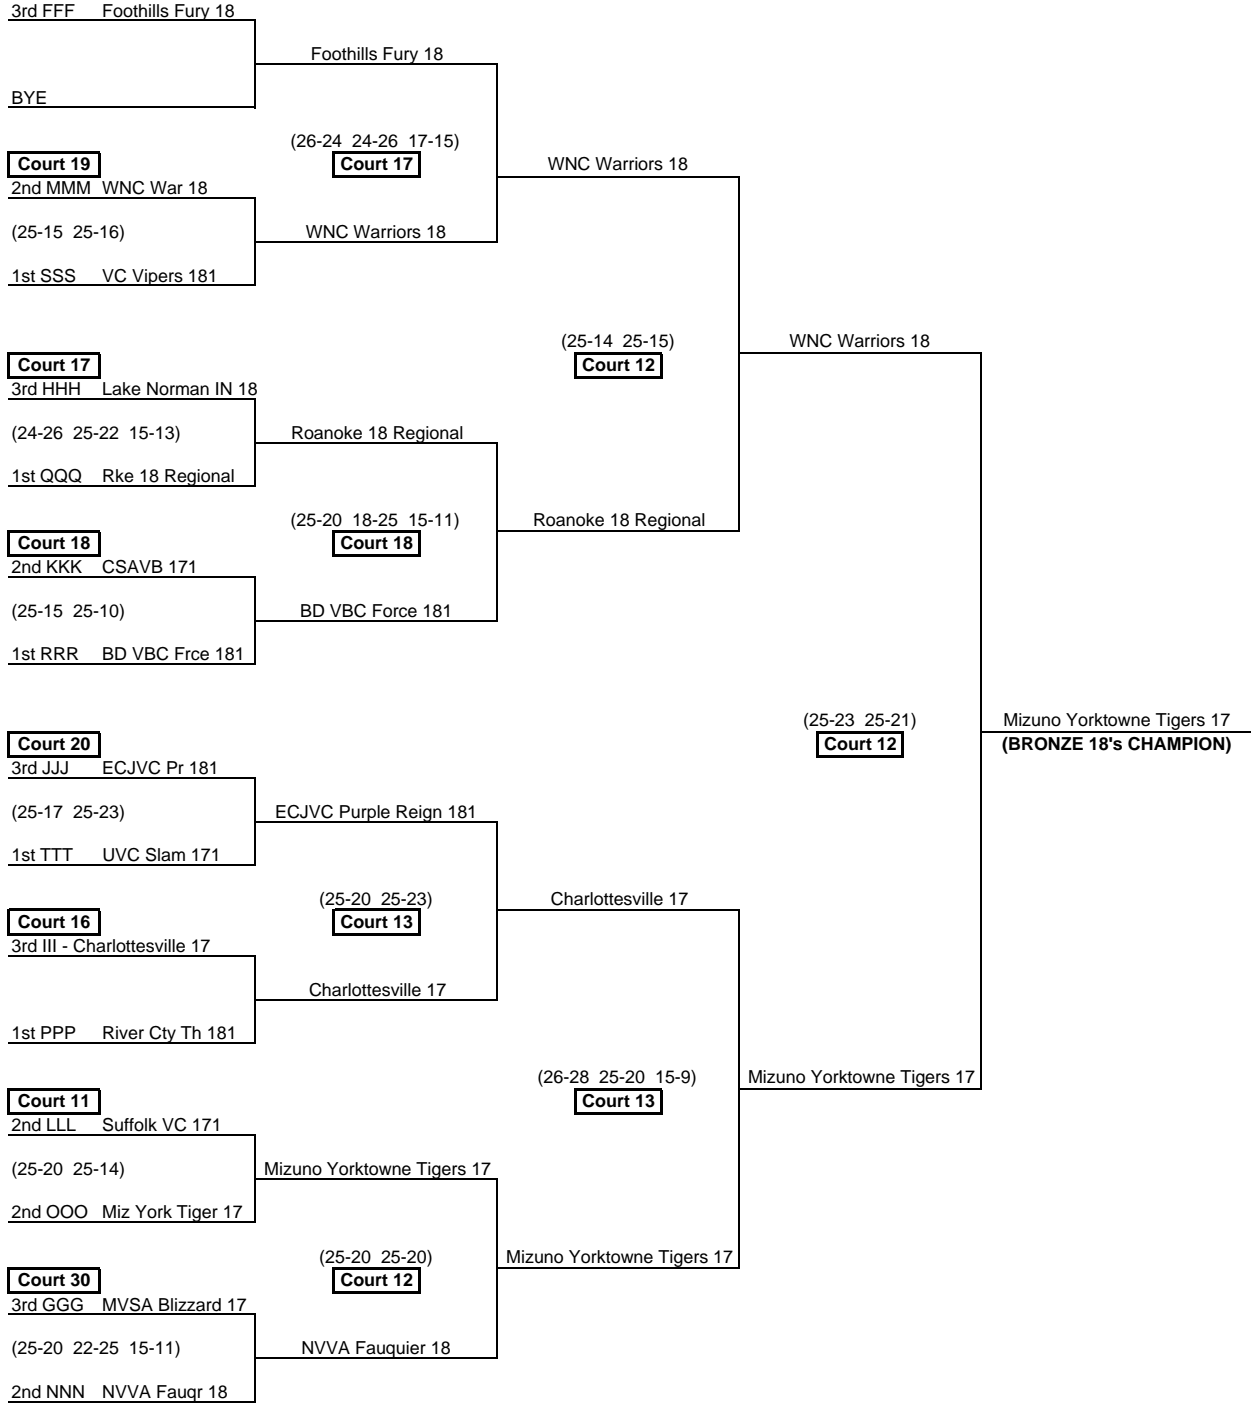 3rd FFF Foothills Fury 18
Foothills Fury 18
BYE
(26-24 24-26 17-15)
Court 19
Court 17
WNC Warriors 18
2nd MMM WNC War 18
(25-15 25-16)
WNC Warriors 18
1st SSS VC Vipers 181
(25-14 25-15)
WNC Warriors 18
Court 17
Court 12
3rd HHH Lake Norman IN 18
(24-26 25-22 15-13)
Roanoke 18 Regional
1st QQQ Rke 18 Regional
(25-20 18-25 15-11)
Roanoke 18 Regional
Court 18
Court 18
2nd KKK CSAVB 171
(25-15 25-10)
BD VBC Force 181
1st RRR BD VBC Frce 181
(25-23 25-21)
Mizuno Yorktowne Tigers 17
Court 20
Court 12
(BRONZE 18's CHAMPION)
3rd JJJ ECJVC Pr 181
(25-17 25-23)
ECJVC Purple Reign 181
1st TTT UVC Slam 171
(25-20 25-23)
Charlottesville 17
Court 16
Court 13
3rd III - Charlottesville 17
Charlottesville 17
1st PPP River Cty Th 181
(26-28 25-20 15-9)
Mizuno Yorktowne Tigers 17
Court 11
Court 13
2nd LLL Suffolk VC 171
(25-20 25-14)
Mizuno Yorktowne Tigers 17
2nd OOO Miz York Tiger 17
(25-20 25-20)
Mizuno Yorktowne Tigers 17
Court 30
Court 12
3rd GGG MVSA Blizzard 17
(25-20 22-25 15-11)
NVVA Fauquier 18
2nd NNN NVVA Fauqr 18